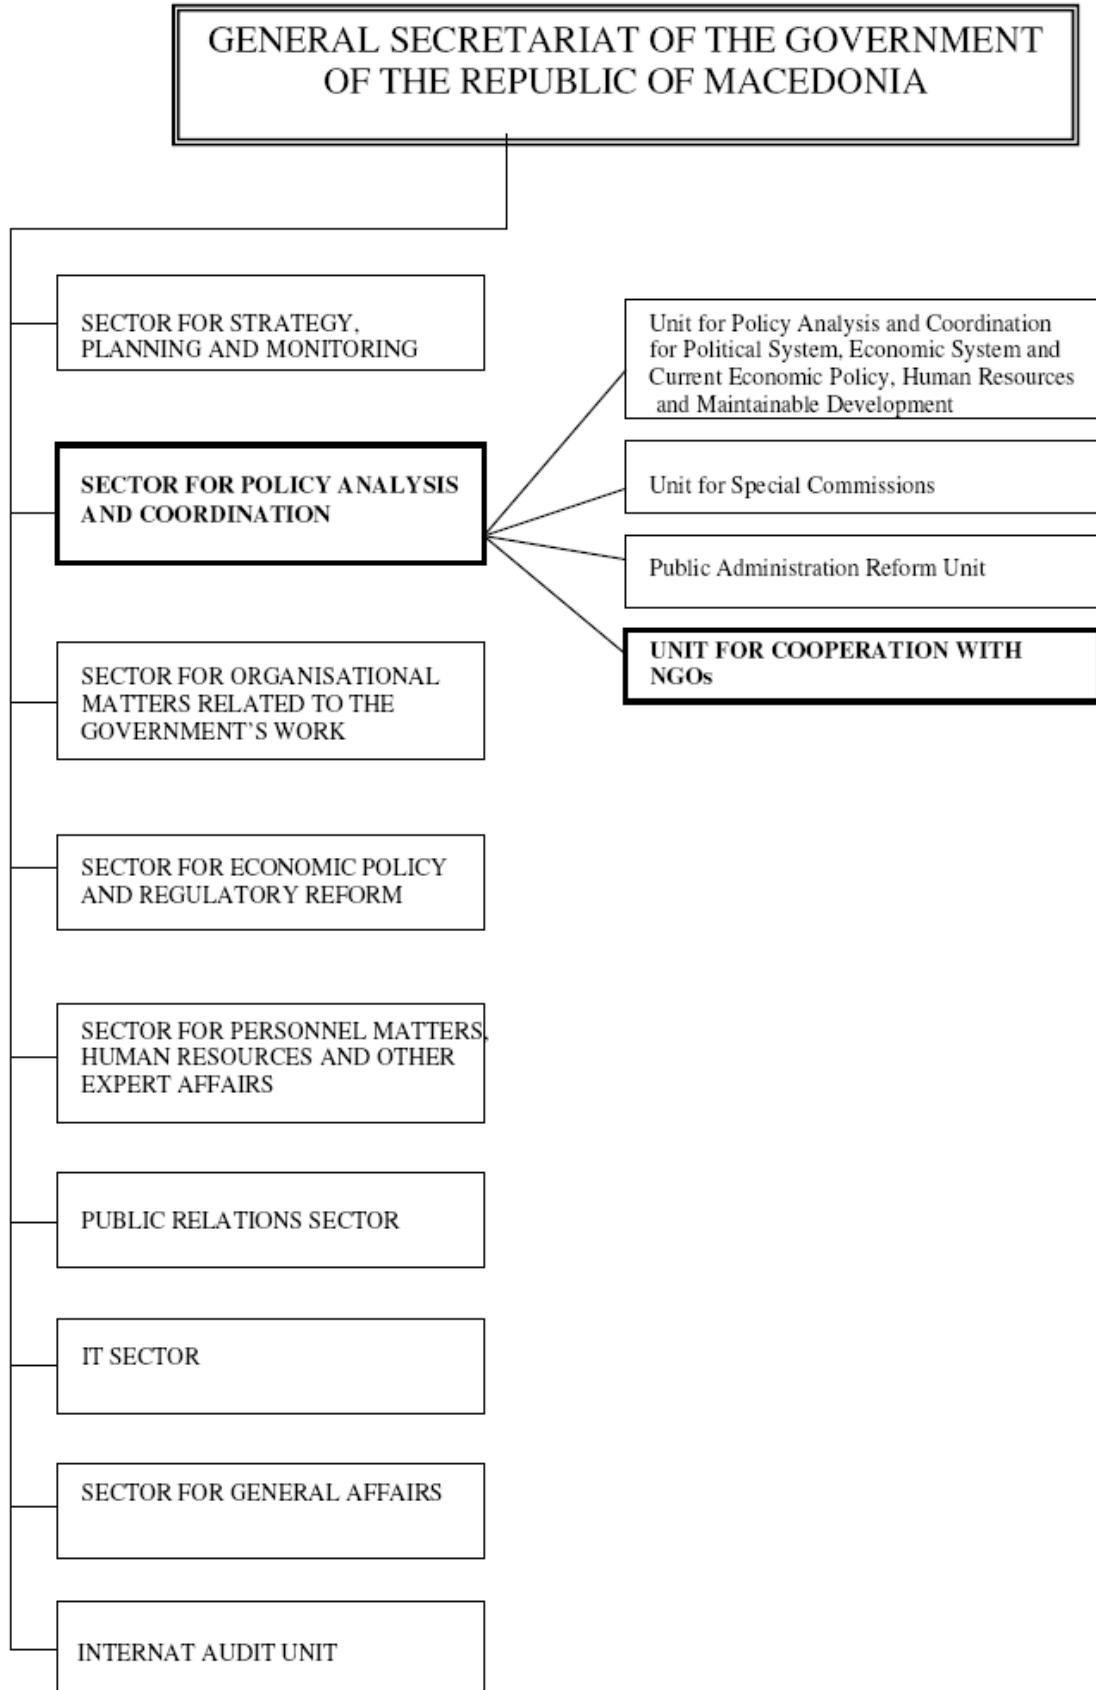 GENERAL SECRETARIAT OF THE GOVERNMENT
OF THE REPUBLIC OF MACEDONIA
SECTOR FOR STRATEGY,
PLANNING AND MONITORING
SECTOR FOR POLICY ANALYSIS
AND COORDINATION
Unit for Policy Analysis and Coordination
for Political System, Economic System and
Current Economic Policy, Human Resources
and Maintainable Development
Unit for Special Commissions
Public Administration Reform Unit
UNIT FOR COOPERATION WITH
NGOs
SECTOR FOR ORGANISATIONAL
MATTERS RELATED TO THE
GOVERNMENT'S WORK
SECTOR FOR ECONOMIC POLICY
AND REGULATORY REFORM
SECTOR FOR PERSONNEL MATTERS,
HUMAN RESOURCES AND OTHER
EXPERT AFFAIRS
PUBLIC RELATIONS SECTOR
IT SECTOR
SECTOR FOR GENERAL AFFAIRS
INTERNAT AUDIT UNIT